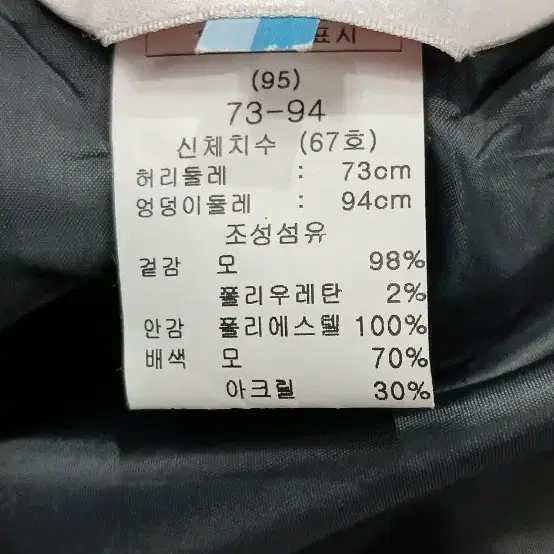 표시
(95)
73-94
신체치수 (67호)
허리둘레 : 73cm
엉덩이둘레 : 94cm
조성섬유
겉감 모 98%
폴리우레탄 2%
안감 폴리에스텔 100%
배색 모 70%
아크릴 30%